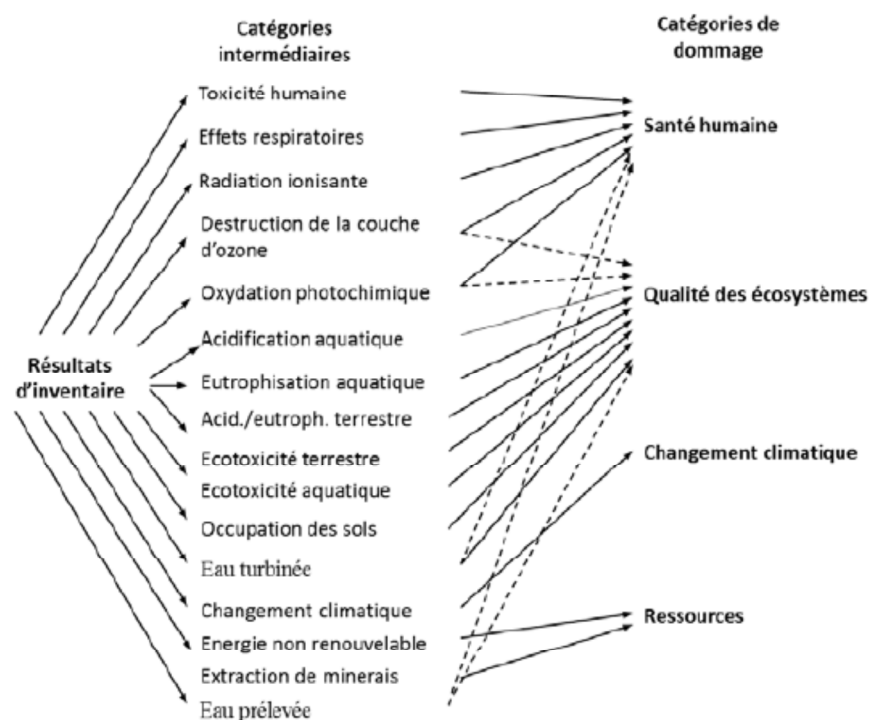 Catégories
intermédiaires
Catégories de
dommage
Toxicité humaine
Effets respiratoires
Radiation ionisante
Destruction de la couche
d'ozone
Oxydation photochimique
Acidification aquatique
Eutrophisation aquatique
Acid./eutroph. terrestre
Ecotoxicité terrestre
Ecotoxicité aquatique
Occupation des sols
Eau turbinée
Changement climatique
Energie non renouvelable
Extraction de minerais
Eau prélevée
Résultats
d'inventaire
Santé humaine
Qualité des écosystèmes
Changement climatique
Ressources